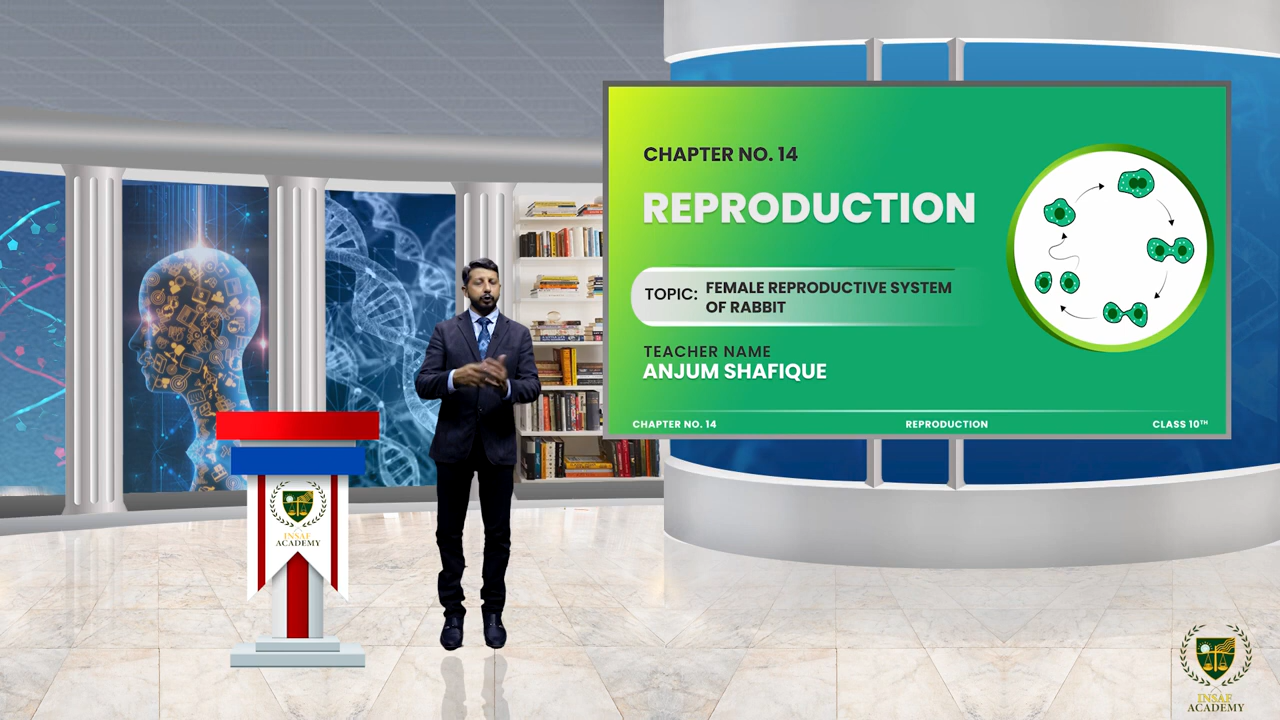 CHAPTER NO. 14
REPRODUCTION
TOPIC: FEMALE REPRODUCTIVE SYSTEM
OF RABBIT
TEACHER NAME
ANJUM SHAFIQUE
CHAPTER NO. 14 REPRODUCTION CLASS 10TH
INSAF
ACADEMY
INSAF
ACADEMY